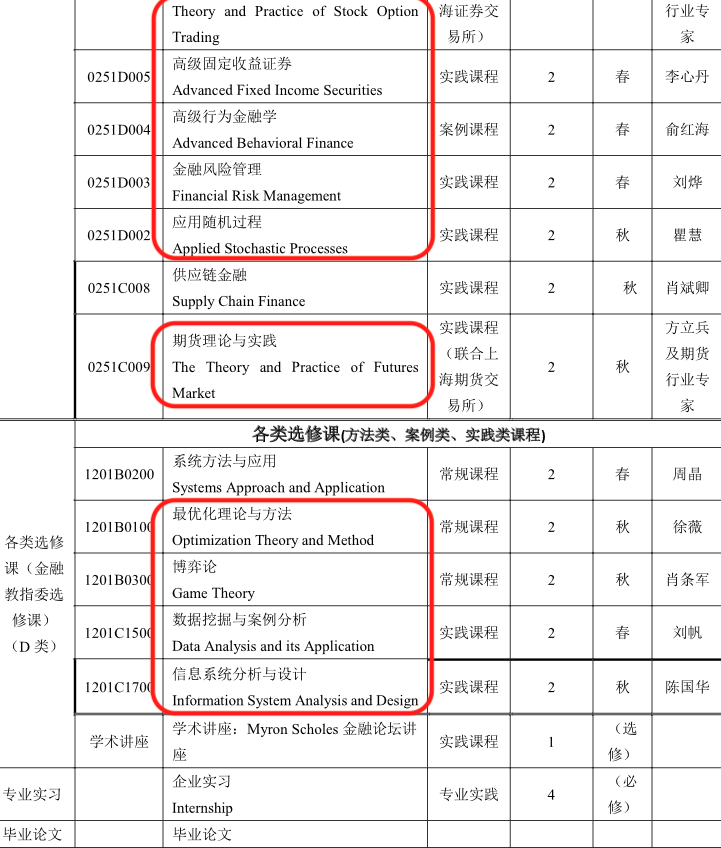 Theory and Practice of Stock Option
Trading
海证券交
易所）
行业专
家
0251D005
高级固定收益证券
Advanced Fixed Income Securities
实践课程
2
春
李心丹
0251D004
高级行为金融学
Advanced Behavioral Finance
案例课程
2
春
俞红海
0251D003
金融风险管理
Financial Risk Management
实践课程
2
春
刘烨
0251D002
应用随机过程
Applied Stochastic Processes
实践课程
2
秋
瞿慧
0251C008
供应链金融
Supply Chain Finance
实践课程
2
秋
肖斌卿
0251C009
期货理论与实践
The Theory and Practice of Futures
Market
实践课程
（联合上
海期货交
易所）
2
秋
方立兵
及期货
行业专
家
各类选修课(方法类、案例类、实践类课程)
各类选修
课（金融
教指委选
修课）
（D 类）
1201B0200
系统方法与应用
Systems Approach and Application
常规课程
2
春
周晶
1201B0100
最优化理论与方法
Optimization Theory and Method
常规课程
2
秋
徐薇
1201B0300
博弈论
Game Theory
常规课程
2
秋
肖条军
1201C1500
数据挖掘与案例分析
Data Analysis and its Application
实践课程
2
春
刘帆
1201C1700
信息系统分析与设计
Information System Analysis and Design
实践课程
2
秋
陈国华
学术讲座
学术讲座：Myron Scholes 金融论坛讲
座
实践课程
1
（选
修）
专业实习
企业实习
Internship
专业实践
4
（必
修）
毕业论文
毕业论文